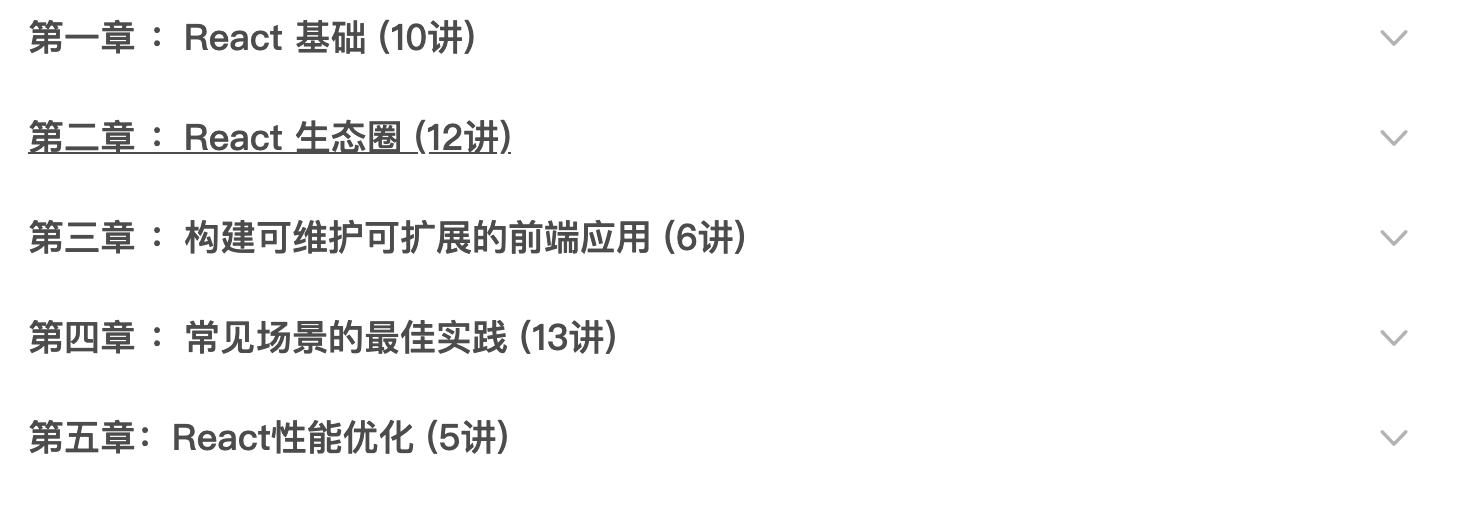 第一章 ： React 基础 (10讲)
第二章 ： React 生态圈 (12讲)
第三章 ： 构建可维护可扩展的前端应用 (6讲)
第四章 ： 常见场景的最佳实践 (13讲)
第五章：React性能优化 (5讲)